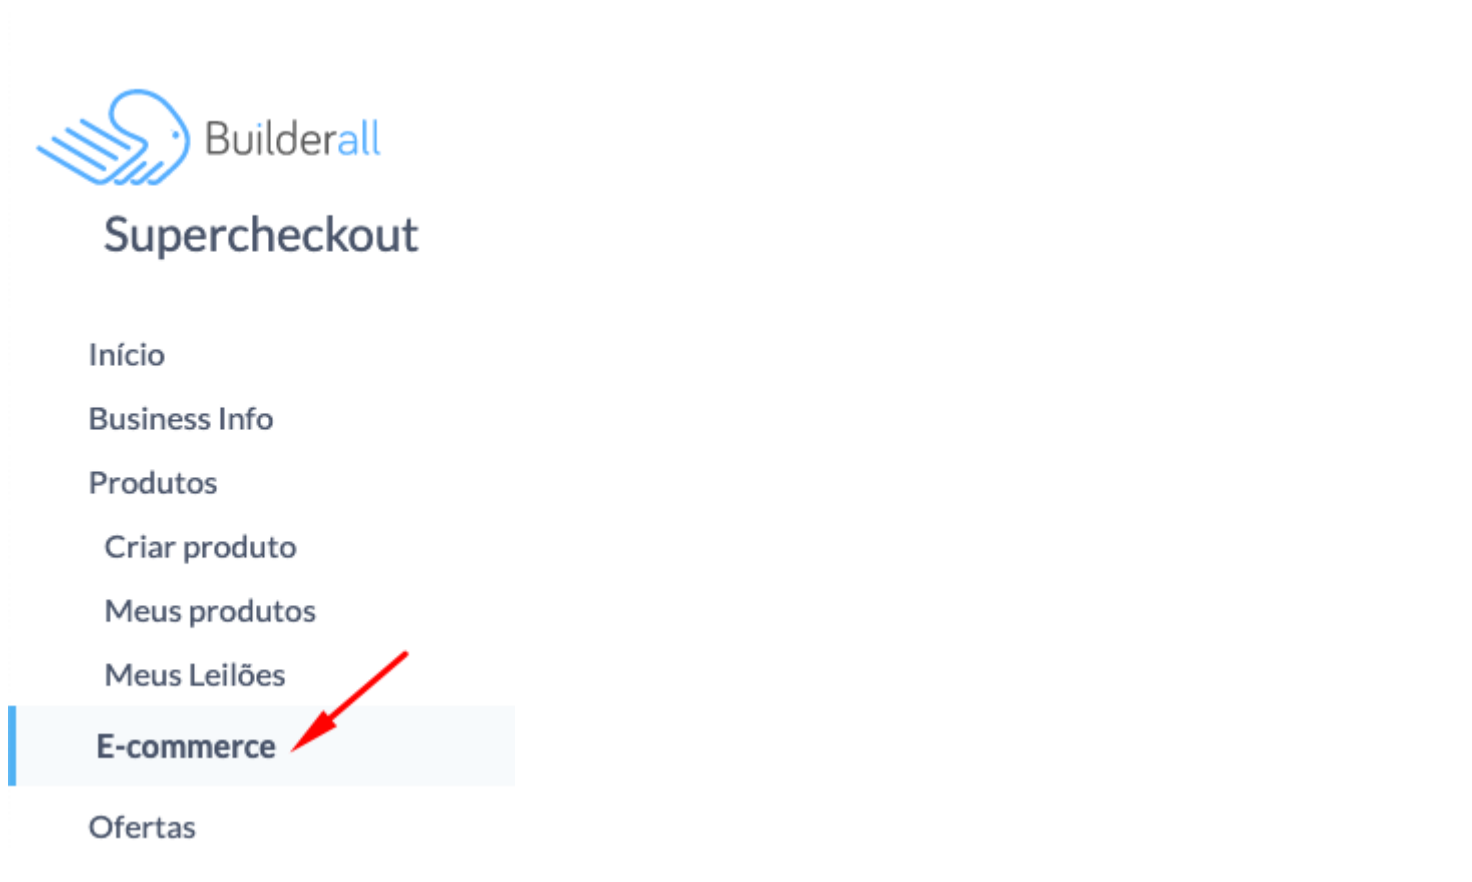 Builderall
Supercheckout
Início
Business Info
Produtos
Criar produto
Meus produtos
Meus Leilões
E-commerce
Ofertas